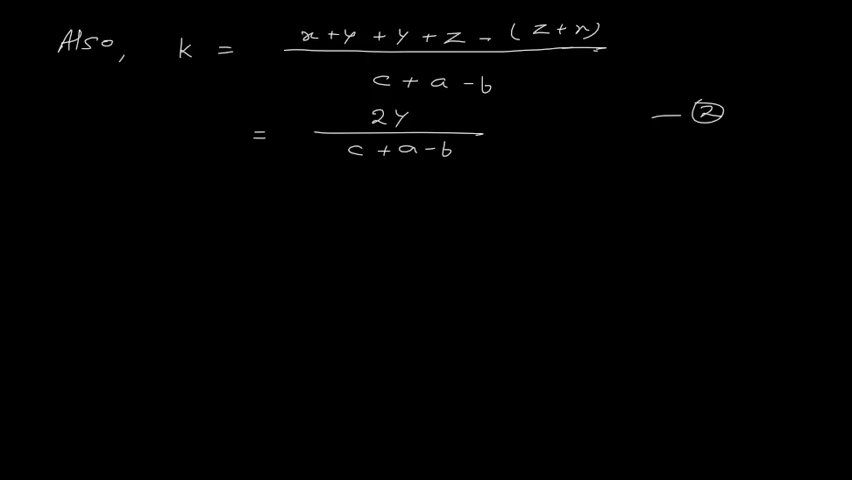 Also, k = x+y + y+z - (z+x)
c + a - b
= 2y
c + a - b — ②